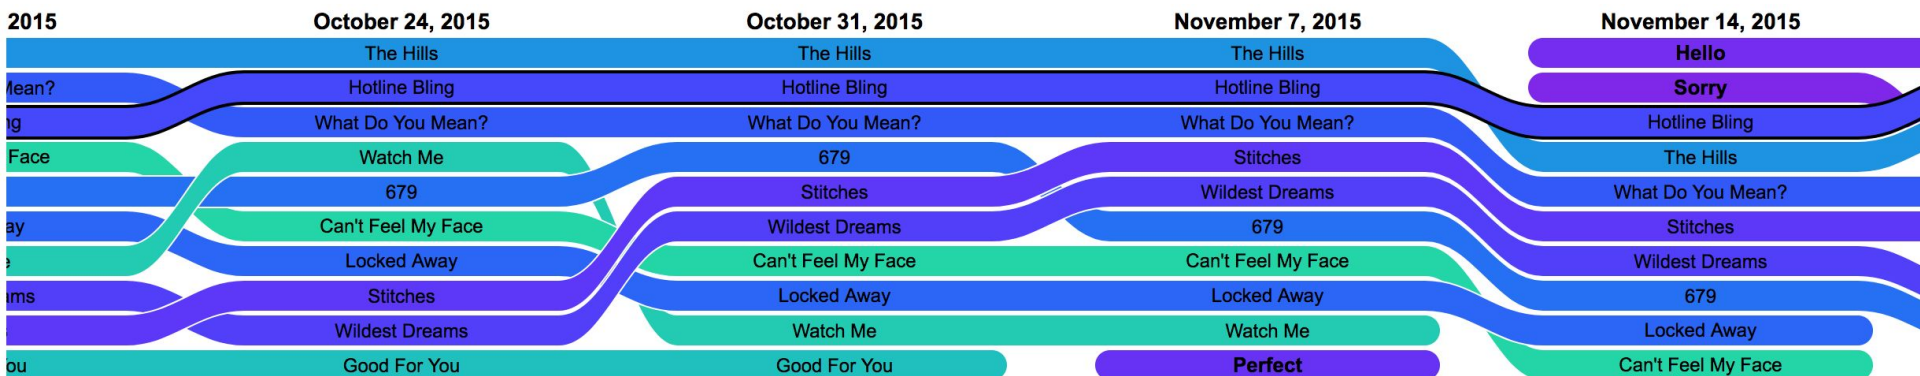 2015 October 24, 2015 October 31, 2015 November 7, 2015 November 14, 2015
The Hills The Hills The Hills Hello
Mean? Hotline Bling Hotline Bling Hotline Bling Sorry
ng What Do You Mean? What Do You Mean? What Do You Mean? Hotline Bling
Face Watch Me 679 Stitches The Hills
679 Stitches Wildest Dreams What Do You Mean?
ay Can't Feel My Face Wildest Dreams 679 Stitches
e Locked Away Can't Feel My Face Can't Feel My Face Wildest Dreams
ams Stitches Locked Away Locked Away 679
Wildest Dreams Watch Me Watch Me Locked Away
ou Good For You Good For You Perfect Can't Feel My Face